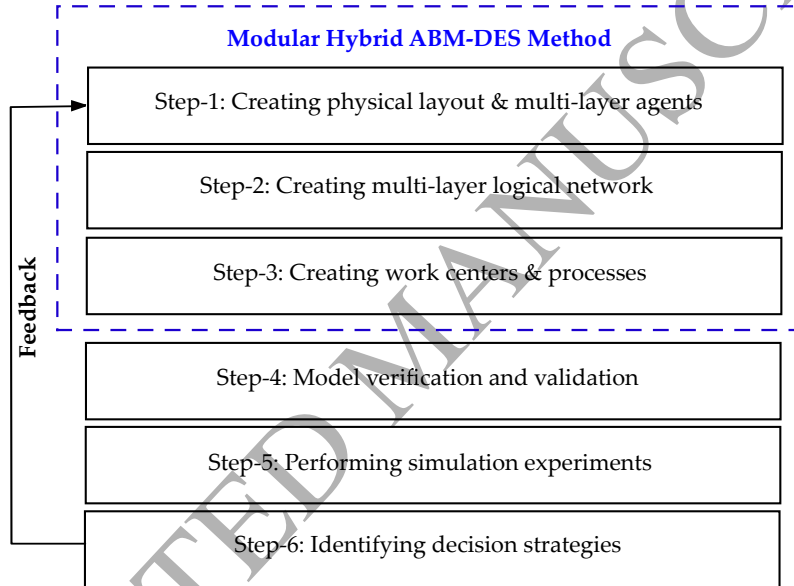 Modular Hybrid ABM-DES Method
Step-1: Creating physical layout & multi-layer agents
Step-2: Creating multi-layer logical network
Step-3: Creating work centers & processes
Feedback
Step-4: Model verification and validation
Step-5: Performing simulation experiments
Step-6: Identifying decision strategies
TED MANUSC